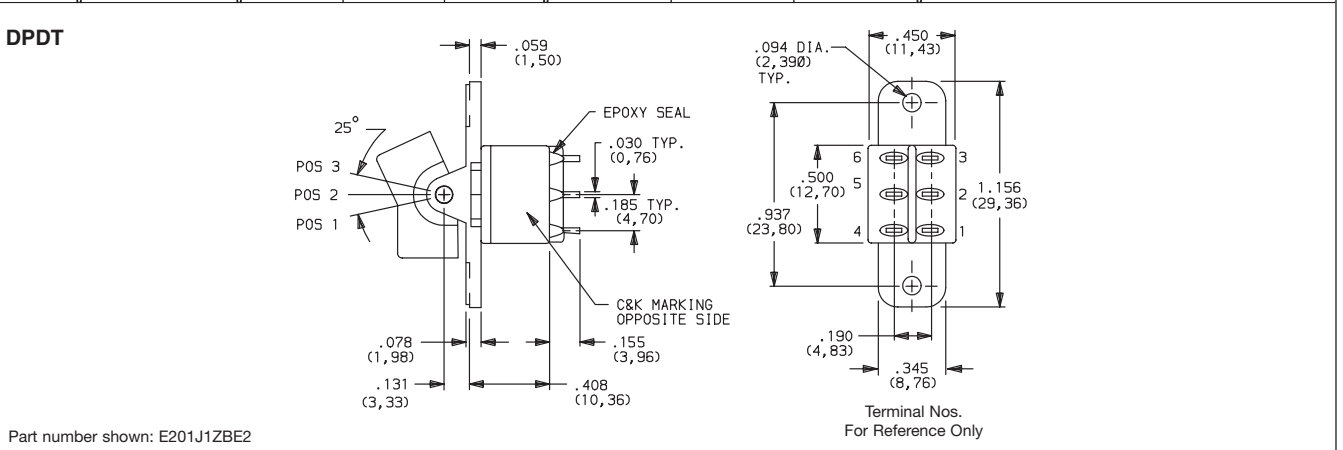 DPDT
.059
(1,50)
EPOXY SEAL
25°
.030 TYP.
(0,76)
POS 3
POS 2
POS 1
.185 TYP.
(4,70)
C&K MARKING
OPPOSITE SIDE
.078
(1,98)
.155
(3,96)
.131
(3,33)
.408
(10,36)
.094 DIA.
(2,390)
TYP.
.450
(11,43)
6
3
.500
(12,70)
5
2
1.156
(29,36)
.937
(23,80)
4
1
.190
(4,83)
.345
(8,76)
Terminal Nos.
For Reference Only
Part number shown: E201J1ZBE2